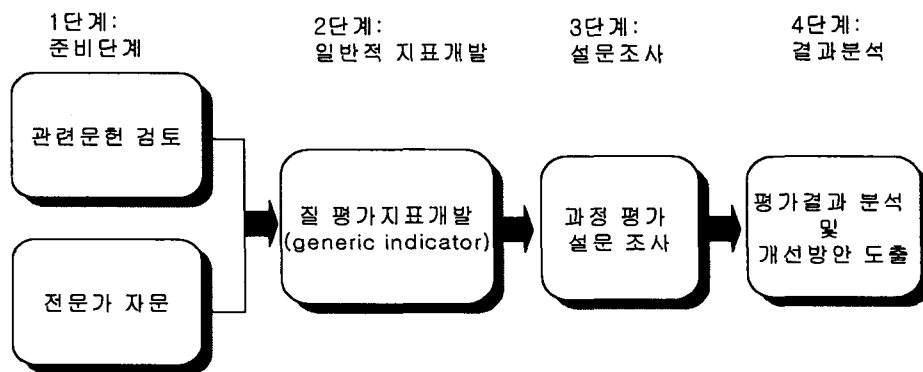 1단계:
준비단계
2단계:
일반적 지표개발
3단계:
설문조사
4단계:
결과분석
관련문헌 검토
전문가 자문
질 평가지표개발
(generic indicator)
과정 평가
설문 조사
평가결과 분석
및
개선방안 도출